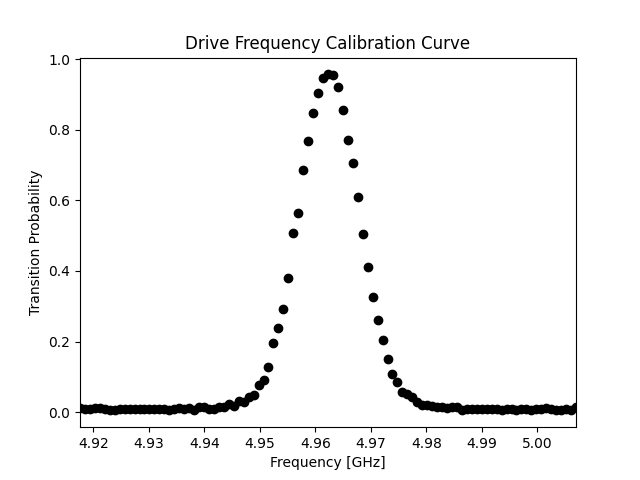 Drive Frequency Calibration Curve
Transition Probability
1.0
0.8
0.6
0.4
0.2
0.0
4.92 4.93 4.94 4.95 4.96 4.97 4.98 4.99 5.00
Frequency [GHz]